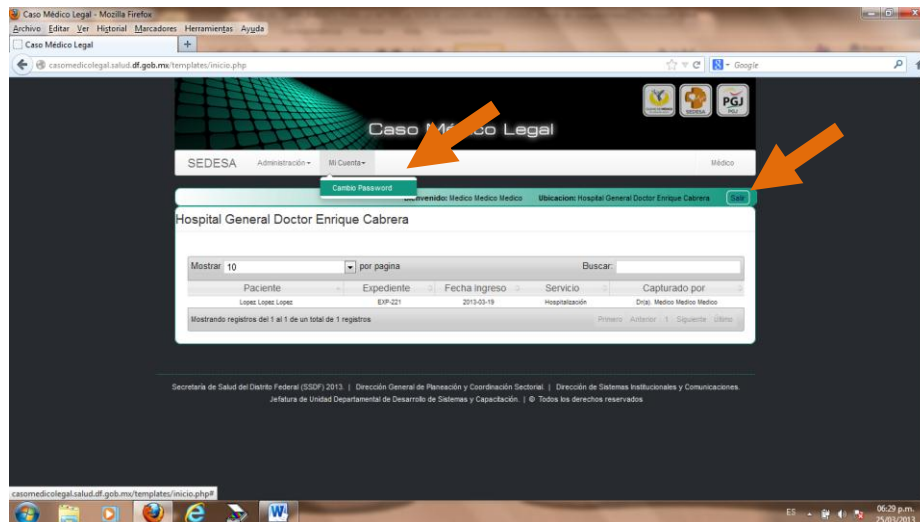 Caso Médico Legal - Mozilla Firefox
Archivo Editar Ver Historial Marcadores Herramientas Ayuda
Caso Médico Legal
casomedicolegal.salud.df.gob.mx/templates/inicio.php
Google
Caso Médico Legal
SEDESA
PGJ
PGJ
SEDESA Administración Mi Cuenta Médico
Cambio Password
Bienvenido: Medico Medico Medico Ubicacion: Hospital General Doctor Enrique Cabrera Salir
Hospital General Doctor Enrique Cabrera
Mostrar 10 por pagina Buscar:
Paciente Expediente Fecha Ingreso Servicio Capturado por
Lopez Lopez Lopez EXP-221 2013-03-19 Hospitalización Dr(a). Medico Medico Medico
Mostrando registros del 1 al 1 de un total de 1 registros Primero Anterior 1 Siguiente Último
Secretaría de Salud del Distrito Federal (SSDF) 2013. | Dirección General de Planeación y Coordinación Sectorial. | Dirección de Sistemas Institucionales y Comunicaciones.
Jefatura de Unidad Departamental de Desarrollo de Sistemas y Capacitación. | © Todos los derechos reservados
casomedicolegal.salud.df.gob.mx/templates/inicio.php#
ES 06:29 p.m.
25/03/2013